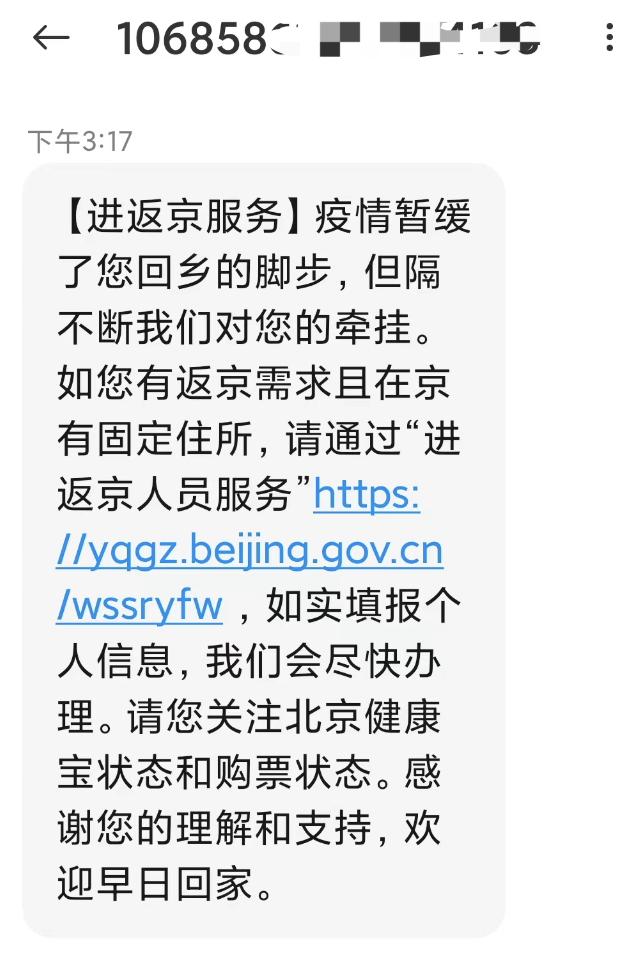 106858
下午3:17
【进返京服务】疫情暂缓
了您回乡的脚步，但隔
不断我们对您的牵挂。
如您有返京需求且在京
有固定住所，请通过“进
返京人员服务”https:
//yqgz.beijing.gov.cn
/wssryfw ，如实填报个
人信息，我们会尽快办
理。请您关注北京健康
宝状态和购票状态。感
谢您的理解和支持，欢
迎早日回家。